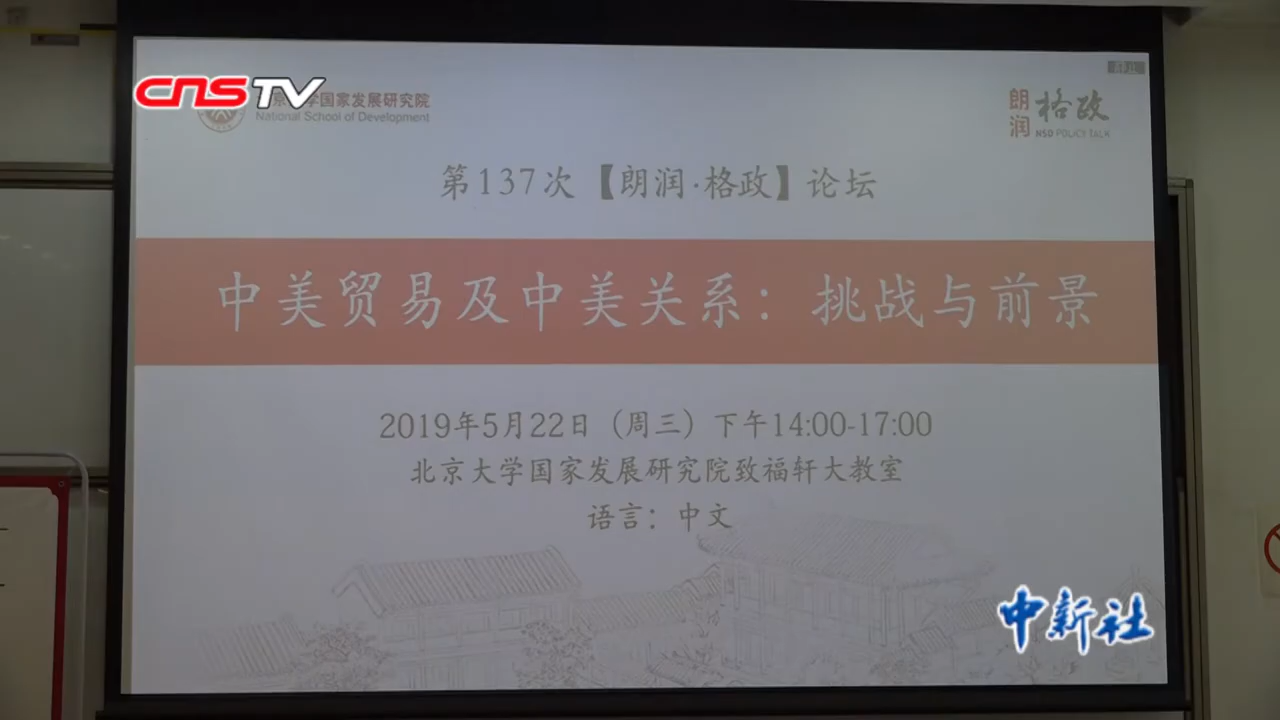 CNSTV
京大学国家发展研究院
National School of Development
朗润
格政
NSD POLICY TALK
第137次【朗润·格政】论坛
中美贸易及中美关系：挑战与前景
2019年5月22日（周三）下午14:00-17:00
北京大学国家发展研究院致福轩大教室
语言：中文
中新社